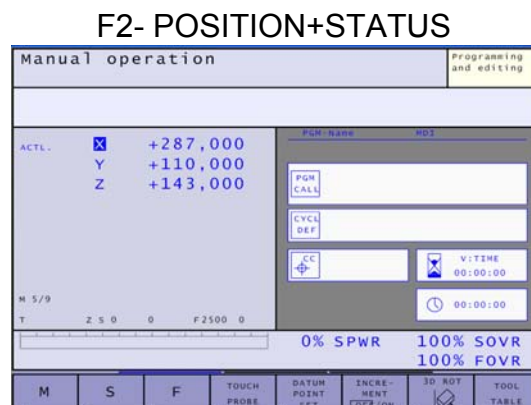 F2- POSITION+STATUS
Manual operation
Programming
and editing
ACTL.
X +287,000
Y +110,000
Z +143,000
M 5/9
T Z S 0 0 F2500 0
PGM-Name MDI
PGM
CALL
CYCL
DEF
CC
V:TIME
00:00:00
00:00:00
0% SPWR 100% SOVR
100% FOVR
M
S
F
TOUCH
PROBE
DATUM
POINT
SET
INCRE-
MENT
OFF/ON
3D ROT
TOOL
TABLE